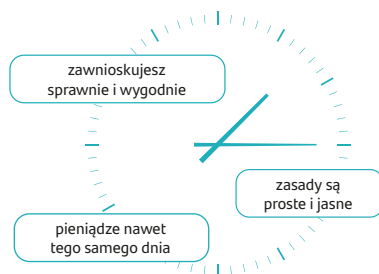 zawnioskujesz
sprawnie i wygodnie
zasady są
proste i jasne
pieniądze nawet
tego samego dnia